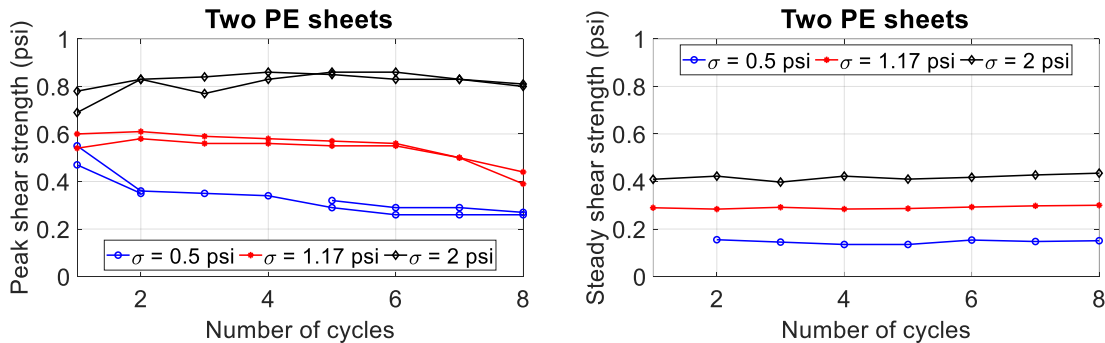 Two PE sheets
Peak shear strength (psi)
1
0.8
0.6
0.4
0.2
0
σ = 0.5 psi σ = 1.17 psi σ = 2 psi
2 4 6 8
Number of cycles
Two PE sheets
Steady shear strength (psi)
1
0.8
0.6
0.4
0.2
0
σ = 0.5 psi σ = 1.17 psi σ = 2 psi
2 4 6 8
Number of cycles